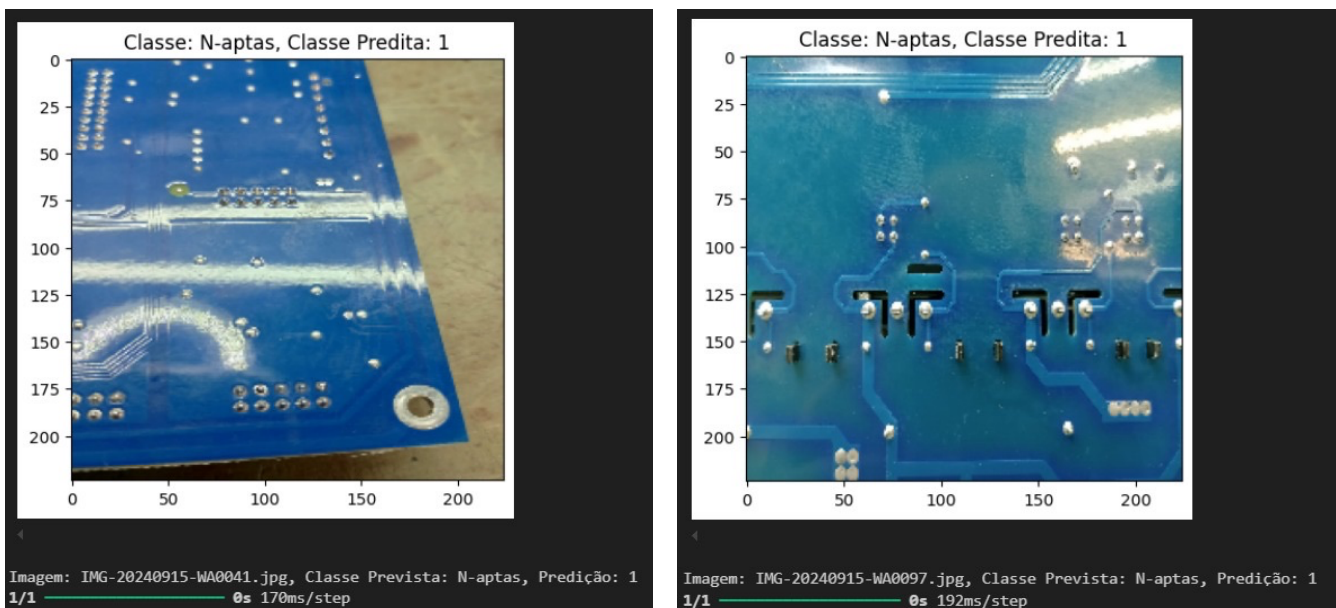 Classe: N-aptas, Classe Predita: 1
0
25
50
75
100
125
150
175
200
0 50 100 150 200
Imagem: IMG-20240915-WA0041.jpg, Classe Prevista: N-aptas, Predição: 1
1/1 0s 170ms/step
Classe: N-aptas, Classe Predita: 1
0
25
50
75
100
125
150
175
200
0 50 100 150 200
Imagem: IMG-20240915-WA0097.jpg, Classe Prevista: N-aptas, Predição: 1
1/1 0s 192ms/step